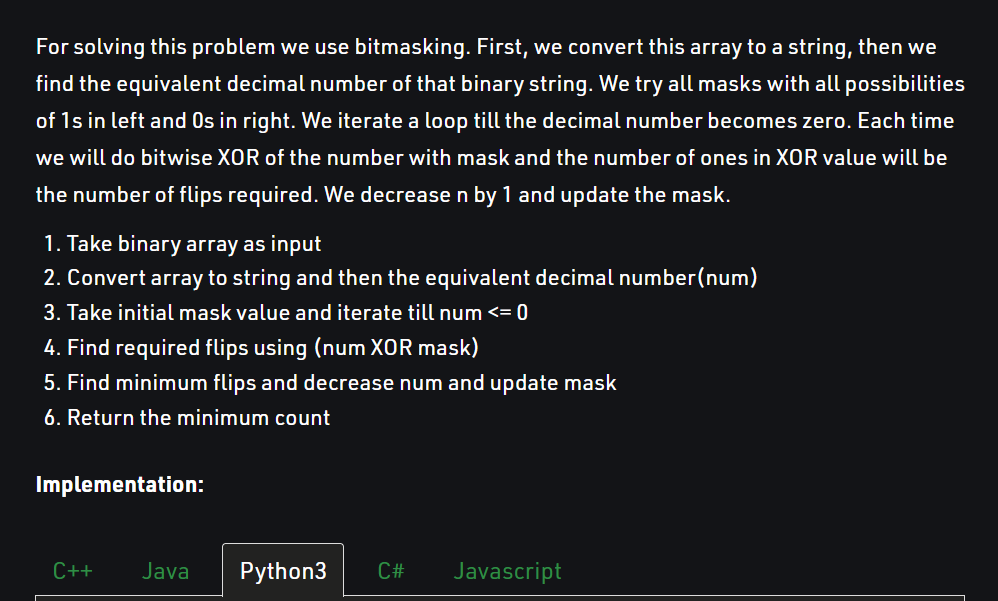 For solving this problem we use bitmasking. First, we convert this array to a string, then we
find the equivalent decimal number of that binary string. We try all masks with all possibilities
of 1s in left and 0s in right. We iterate a loop till the decimal number becomes zero. Each time
we will do bitwise XOR of the number with mask and the number of ones in XOR value will be
the number of flips required. We decrease n by 1 and update the mask.
1. Take binary array as input
2. Convert array to string and then the equivalent decimal number(num)
3. Take initial mask value and iterate till num <= 0
4. Find required flips using (num XOR mask)
5. Find minimum flips and decrease num and update mask
6. Return the minimum count
Implementation:
C++ Java Python3 C# Javascript